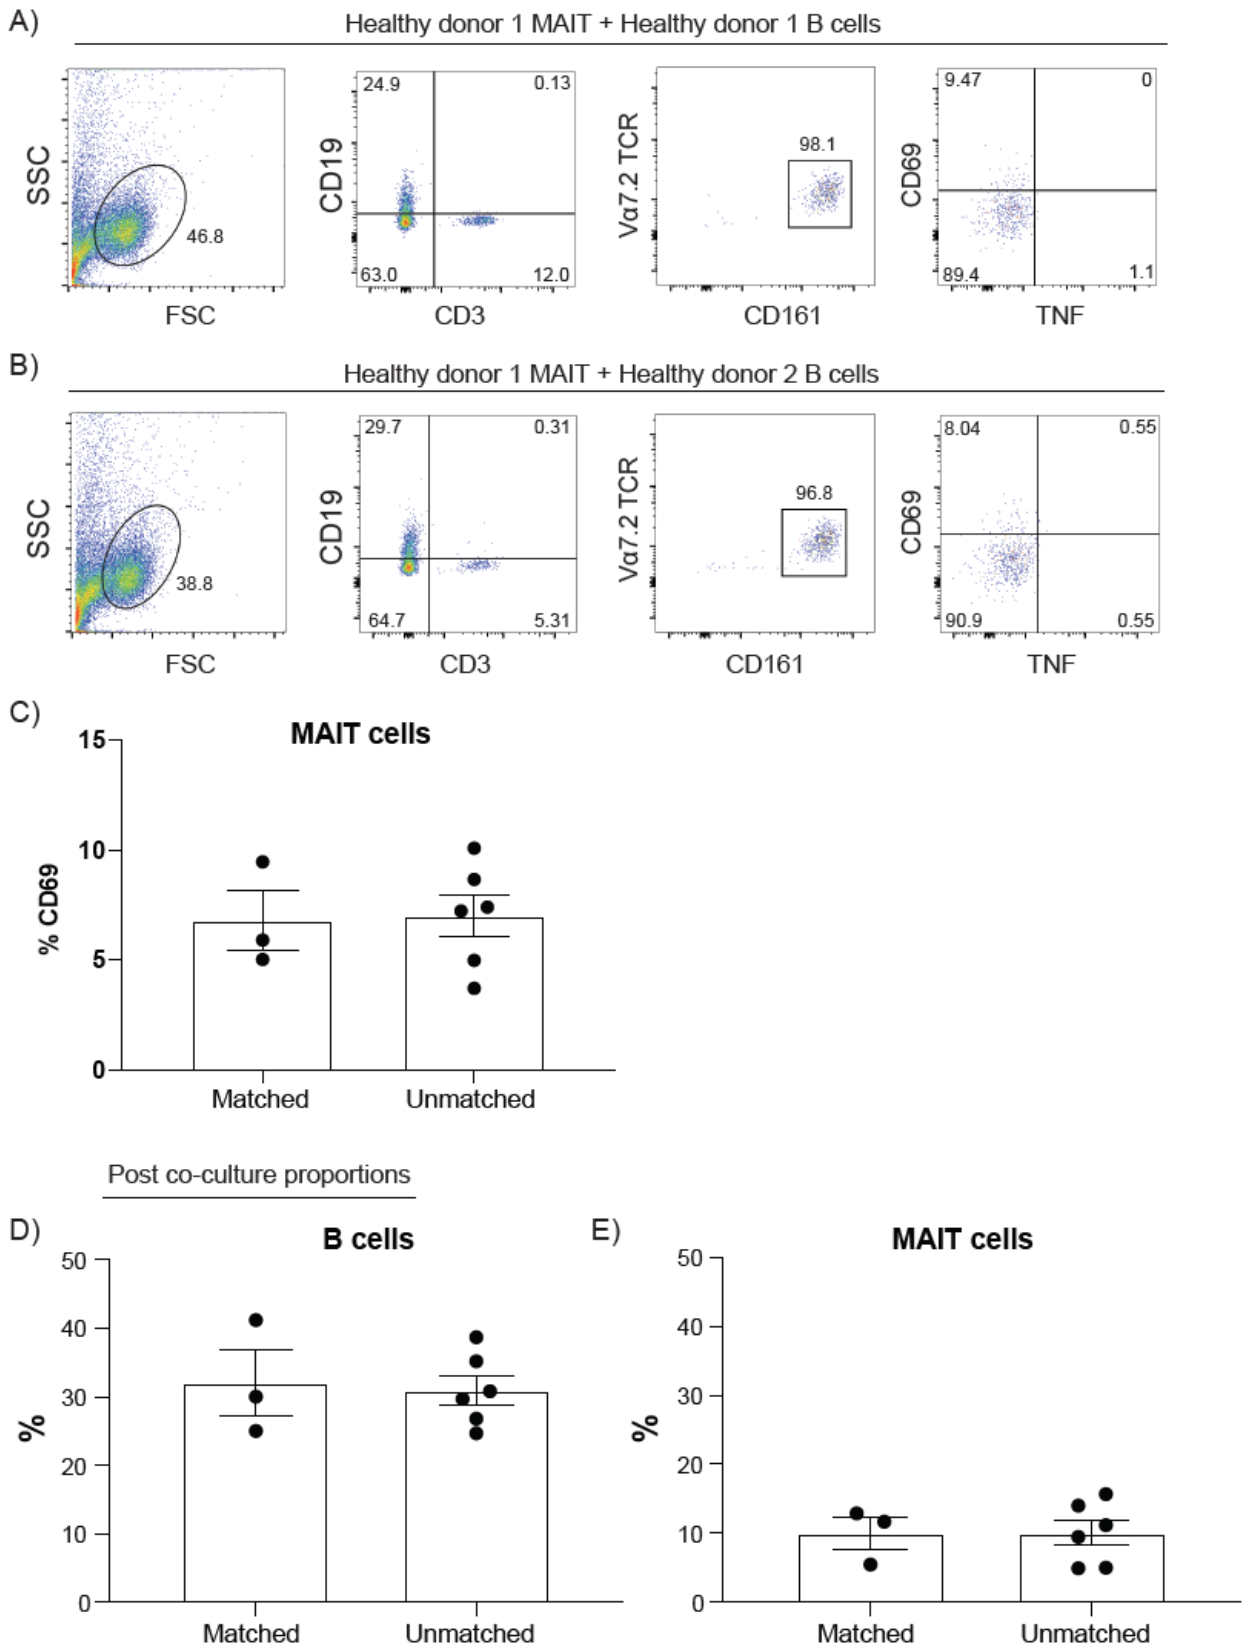 A)
Healthy donor 1 MAIT + Healthy donor 1 B cells
SSC
46.8
FSC
CD19
24.9 0.13
63.0 12.0
CD3
Vα7.2 TCR
98.1
CD161
CD69
9.47 0
89.4 1.1
TNF
B)
Healthy donor 1 MAIT + Healthy donor 2 B cells
SSC
38.8
FSC
CD19
29.7 0.31
64.7 5.31
CD3
Vα7.2 TCR
96.8
CD161
CD69
8.04 0.55
90.9 0.55
TNF
C)
MAIT cells
% CD69
15
10
5
0
Matched Unmatched
Post co-culture proportions
D)
B cells
%
50
40
30
20
10
0
Matched Unmatched
E)
MAIT cells
%
50
40
30
20
10
0
Matched Unmatched